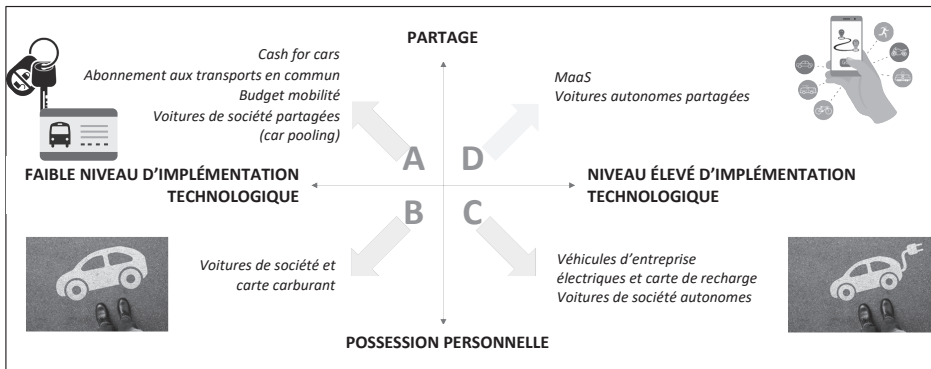 PARTAGE
Cash for cars
Abonnement aux transports en commun
Budget mobilité
Voitures de société partagées
(car pooling)
MaaS
Voitures autonomes partagées
A
D
FAIBLE NIVEAU D'IMPLÉMENTATION
TECHNOLOGIQUE
NIVEAU ÉLEVÉ D'IMPLÉMENTATION
TECHNOLOGIQUE
B
C
Voitures de société et
carte carburant
Véhicules d'entreprise
électriques et carte de recharge
Voitures de société autonomes
POSSESSION PERSONNELLE